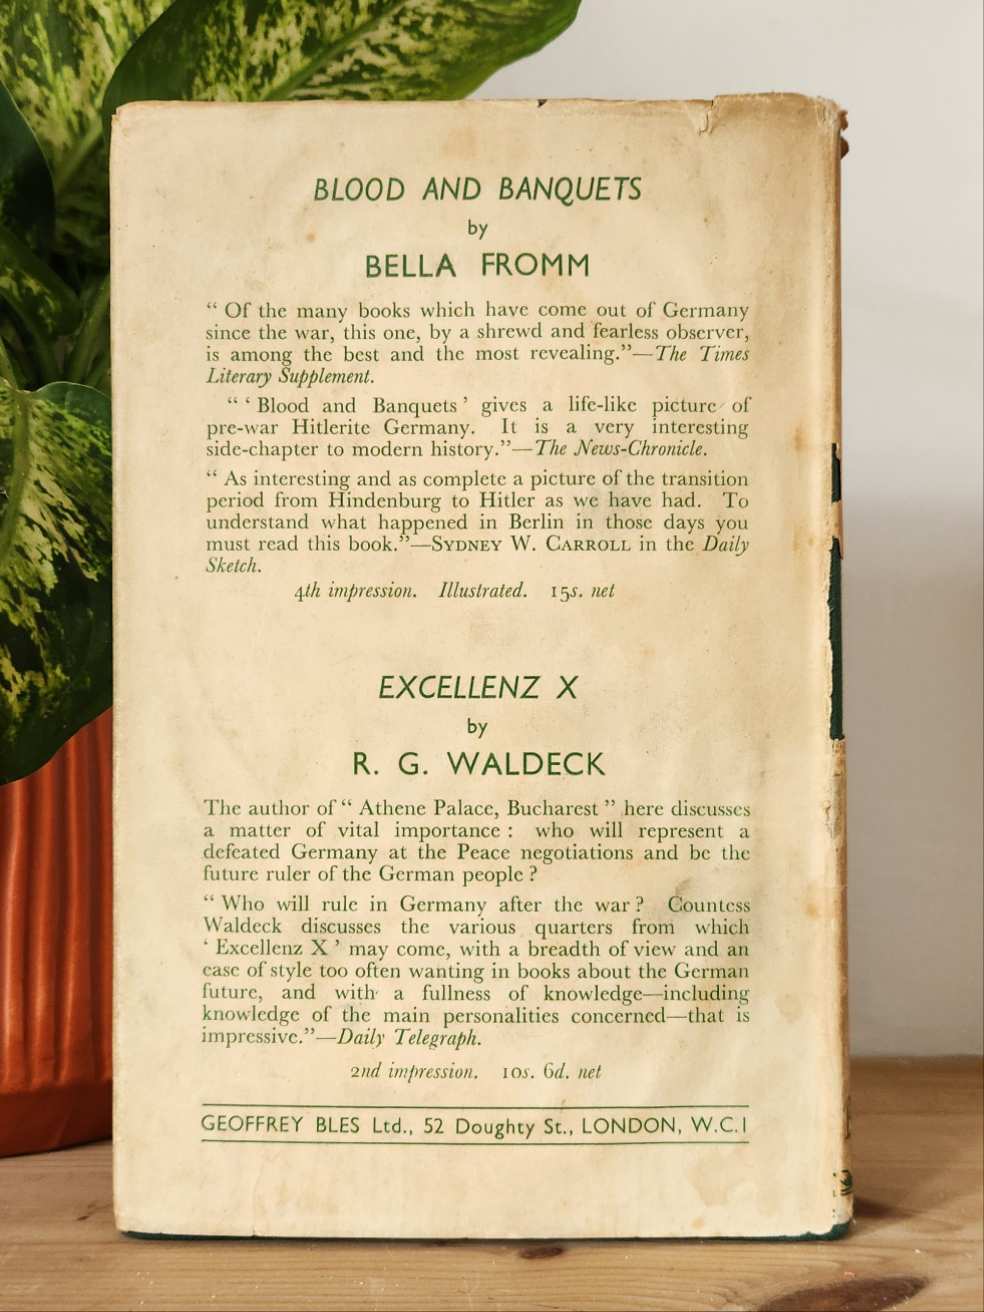 BLOOD AND BANQUETS
by
BELLA FROMM
“ Of the many books which have come out of Germany
since the war, this one, by a shrewd and fearless observer,
is among the best and the most revealing.”—The Times
Literary Supplement.
“ ‘ Blood and Banquets ’ gives a life-like picture of
pre-war Hitlerite Germany. It is a very interesting
side-chapter to modern history.”—The News-Chronicle.
“ As interesting and as complete a picture of the transition
period from Hindenburg to Hitler as we have had. To
understand what happened in Berlin in those days you
must read this book.”—SYDNEY W. CARROLL in the Daily
Sketch.
4th impression. Illustrated. 15s. net
EXCELLENZ X
by
R. G. WALDECK
The author of “ Athene Palace, Bucharest ” here discusses
a matter of vital importance : who will represent a
defeated Germany at the Peace negotiations and be the
future ruler of the German people ?
“ Who will rule in Germany after the war ? Countess
Waldeck discusses the various quarters from which
‘ Excellenz X ’ may come, with a breadth of view and an
ease of style too often wanting in books about the German
future, and with a fullness of knowledge—including
knowledge of the main personalities concerned—that is
impressive.”—Daily Telegraph.
2nd impression. 10s. 6d. net
GEOFFREY BLES Ltd., 52 Doughty St., LONDON, W.C.1